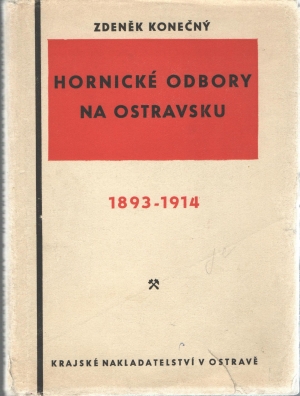 ZDENĚK KONEČNÝ
HORNICKÉ ODBORY
NA OSTRAVSKU
1893-1914
KRAJSKÉ NAKLADATELSTVÍ V OSTRAVĚ